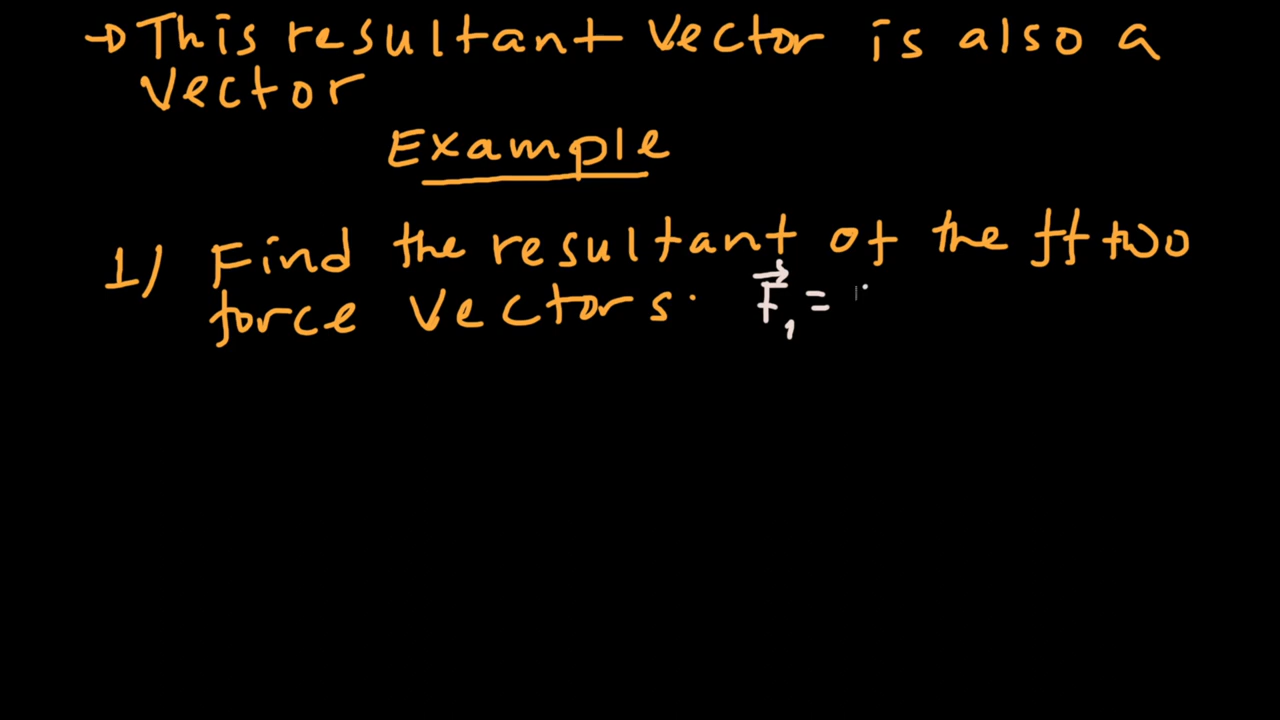 → This resultant vector is also a
vector
Example
1) Find the resultant of the ff two
force vectors. F⃗₁ =